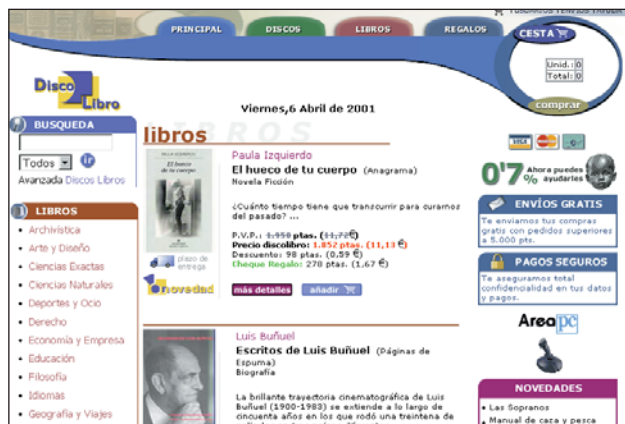 PRINCIPAL
DISCOS
LIBROS
REGALOS
CESTA
Unid.: 0
Total: 0
comprar
Disco
Libro
Viernes,6 Abril de 2001
BUSQUEDA
Todos
ir
Avanzada Discos Libros
LIBROS
Archivística
Arte y Diseño
Ciencias Exactas
Ciencias Naturales
Deportes y Ocio
Derecho
Economía y Empresa
Educación
Filosofía
Idiomas
Geografía y Viajes
LIBROS
libros
PAULA IZQUIERDO
El hueco
de tu cuerpo
plazo de
entrega
novedad
Paula Izquierdo
El hueco de tu cuerpo (Anagrama)
Novela Ficción
¿Cuánto tiempo tiene que transcurrir para curarnos
del pasado? ...
P.V.P.: 1.950 ptas. (11,72€)
Precio discolibro: 1.852 ptas. (11,13 €)
Descuento: 98 ptas. (0,59 €)
Cheque Regalo: 278 ptas. (1,67 €)
más detalles
añadir
Luis Buñuel
Escritos de Luis Buñuel (Páginas de
Espuma)
Biografía
La brillante trayectoria cinematográfica de Luis
Buñuel (1900-1983) se extiende a lo largo de
cincuenta años en los que rodó una treintena de
VISA
0'7%
Ahora puedes
ayudarles
ENVÍOS GRATIS
Te enviamos tus compras
gratis con pedidos superiores
a 5.000 pts.
PAGOS SEGUROS
Te aseguramos total
confidencialidad en tus datos
y pagos.
Area pc
NOVEDADES
Las Sopranos
Manual de caza y pesca